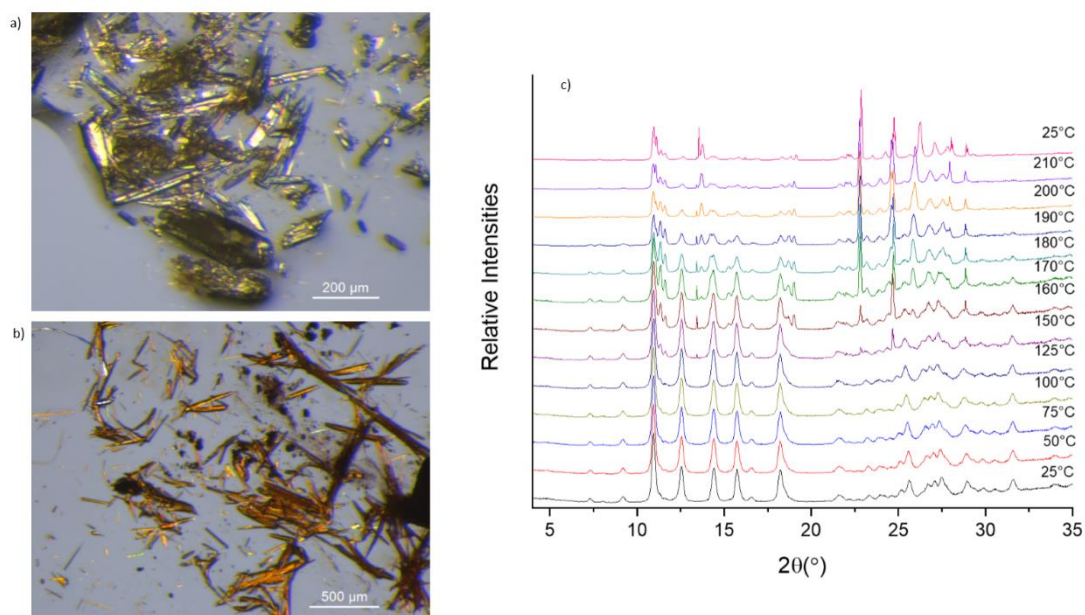 a)
200 μm
b)
500 μm
c)
Relative Intensities
25°C
210°C
200°C
190°C
180°C
170°C
160°C
150°C
125°C
100°C
75°C
50°C
25°C
5 10 15 20 25 30 35
2θ(°)